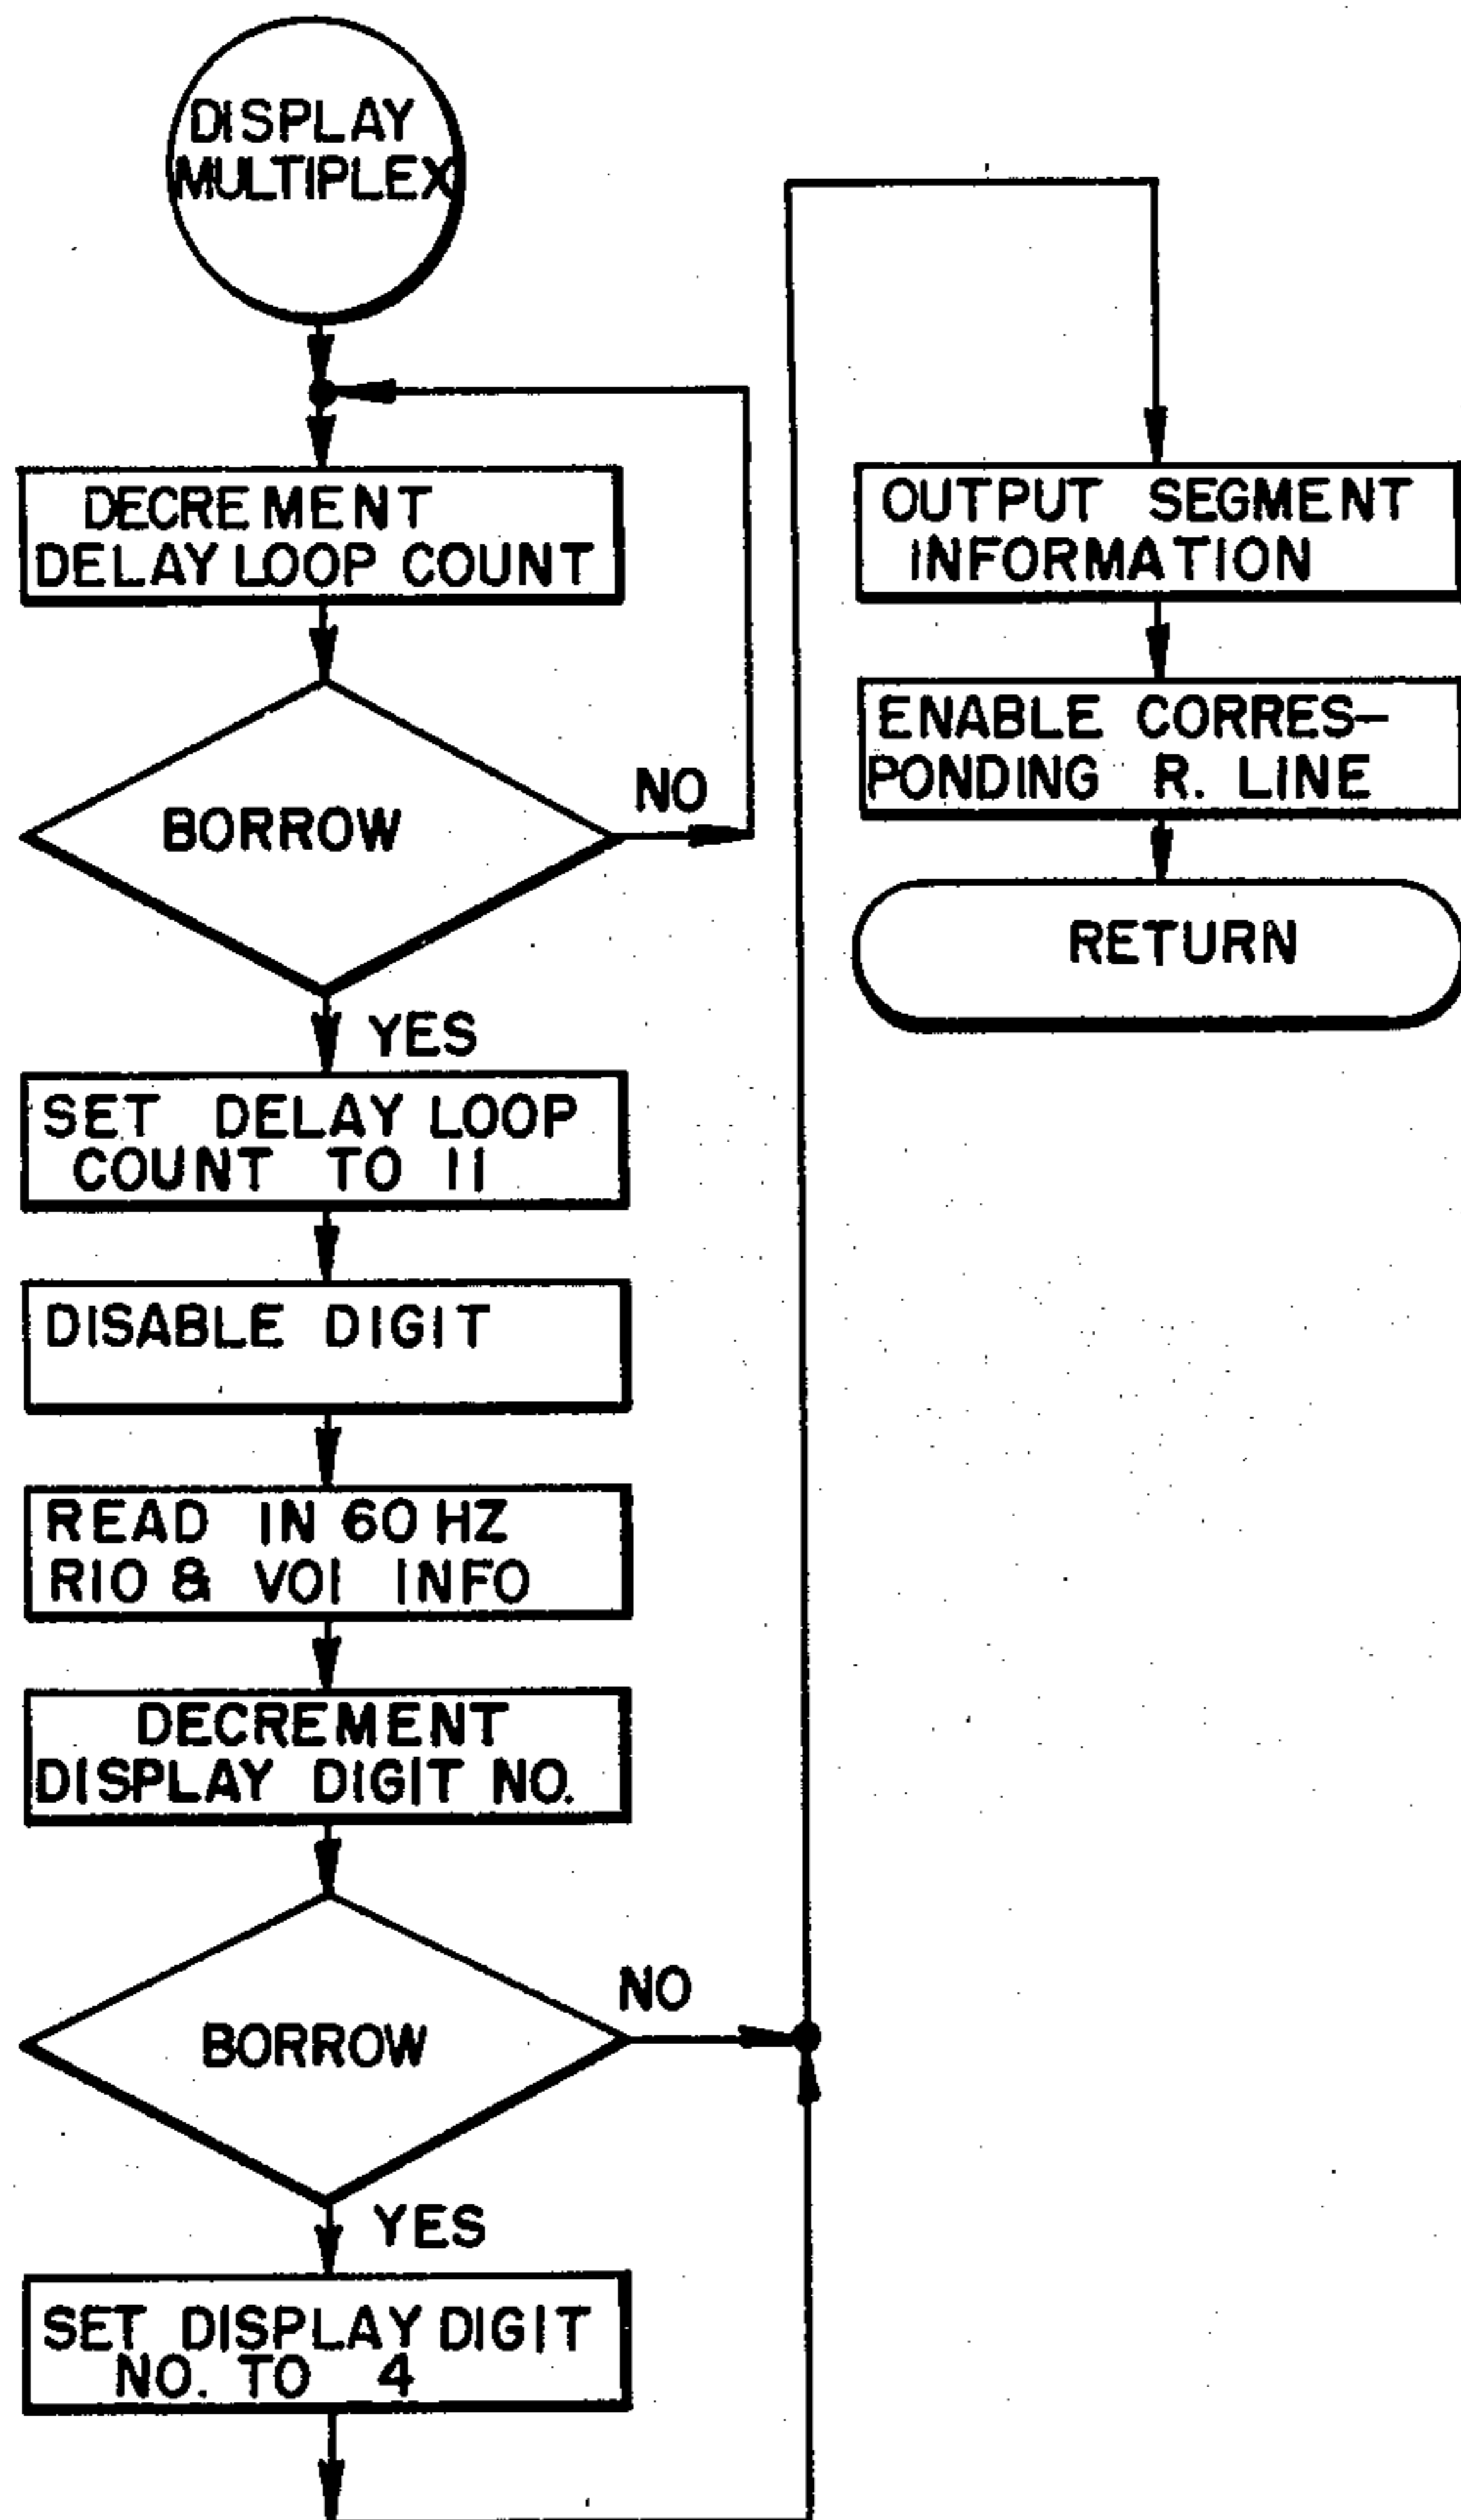 DISPLAY
MULTIPLEX
DECREMENT
DELAY LOOP COUNT
BORROW
NO
YES
SET DELAY LOOP
COUNT TO 11
DISABLE DIGIT
READ IN 60 HZ
R10 & VO1 INFO
DECREMENT
DISPLAY DIGIT NO.
BORROW
NO
YES
SET DISPLAY DIGIT
NO. TO 4
OUTPUT SEGMENT
INFORMATION
ENABLE CORRES-
PONDING R. LINE
RETURN